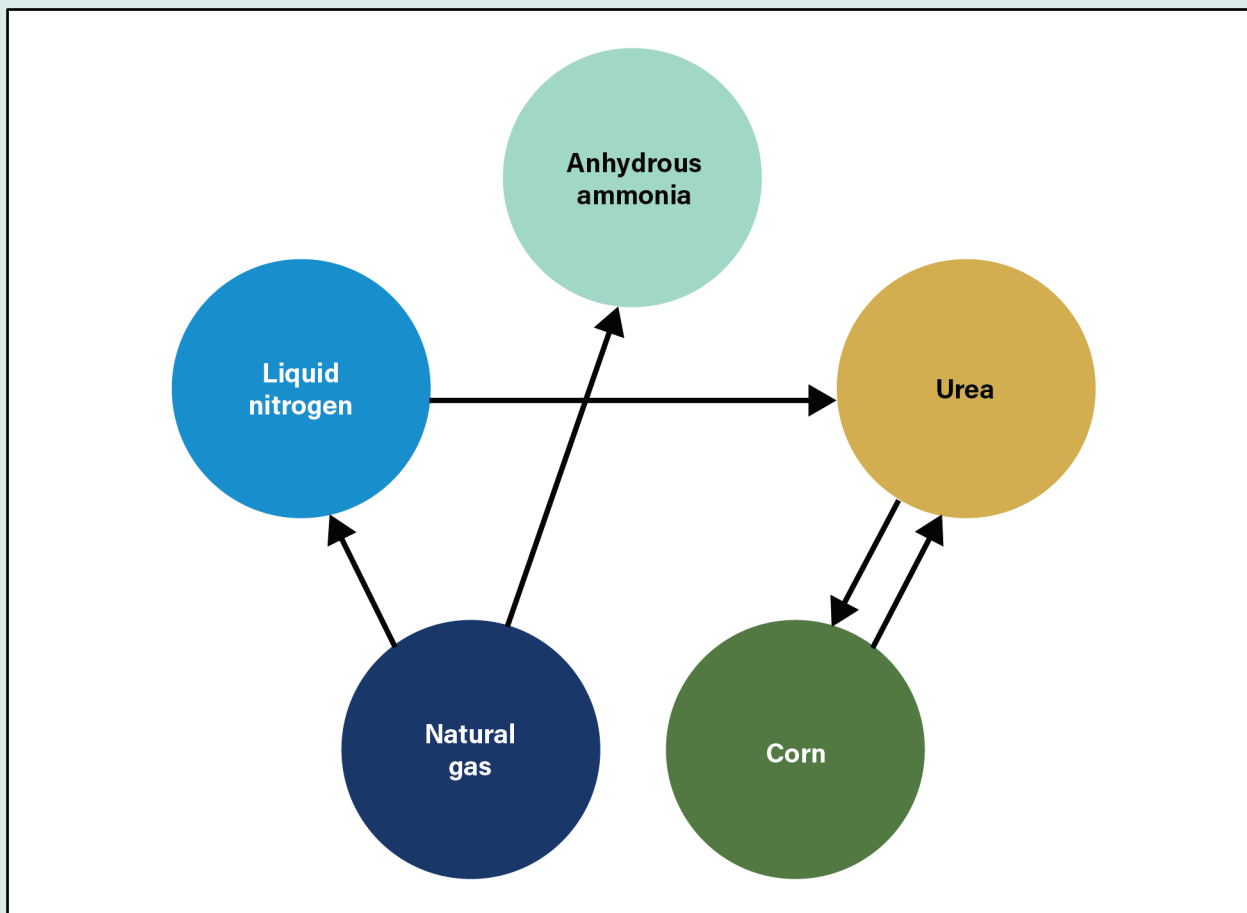 Anhydrous
ammonia
Liquid
nitrogen
Urea
Natural
gas
Corn